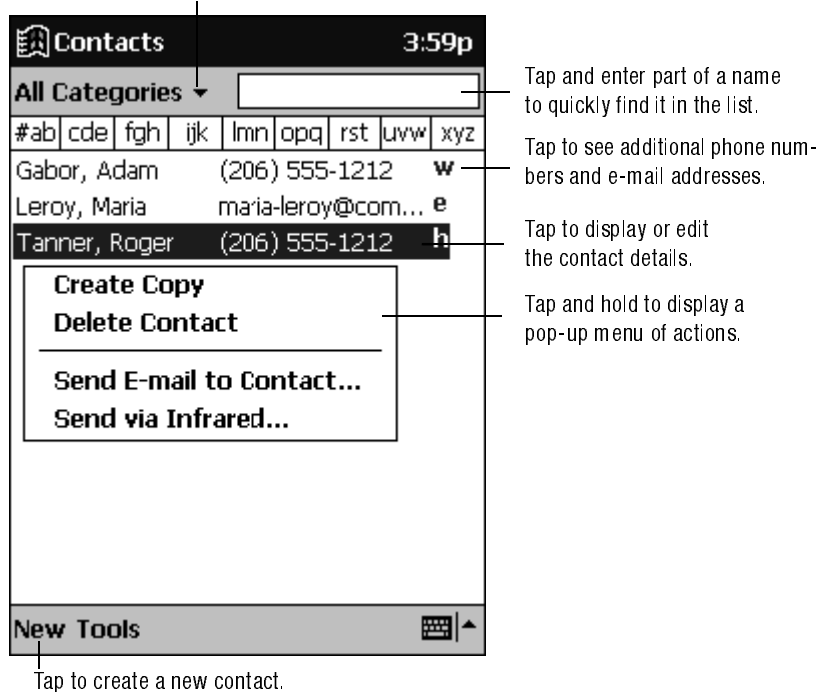 Contacts 3:59p
All Categories
Tap and enter part of a name
to quickly find it in the list.
#ab cde fgh ijk lmn opq rst uvw xyz
Gabor, Adam (206) 555-1212 w
Tap to see additional phone num-
bers and e-mail addresses.
Leroy, Maria maria-leroy@com... e
Tanner, Roger (206) 555-1212 h
Tap to display or edit
the contact details.
Create Copy
Delete Contact
Tap and hold to display a
pop-up menu of actions.
Send E-mail to Contact...
Send via Infrared...
New Tools
Tap to create a new contact.